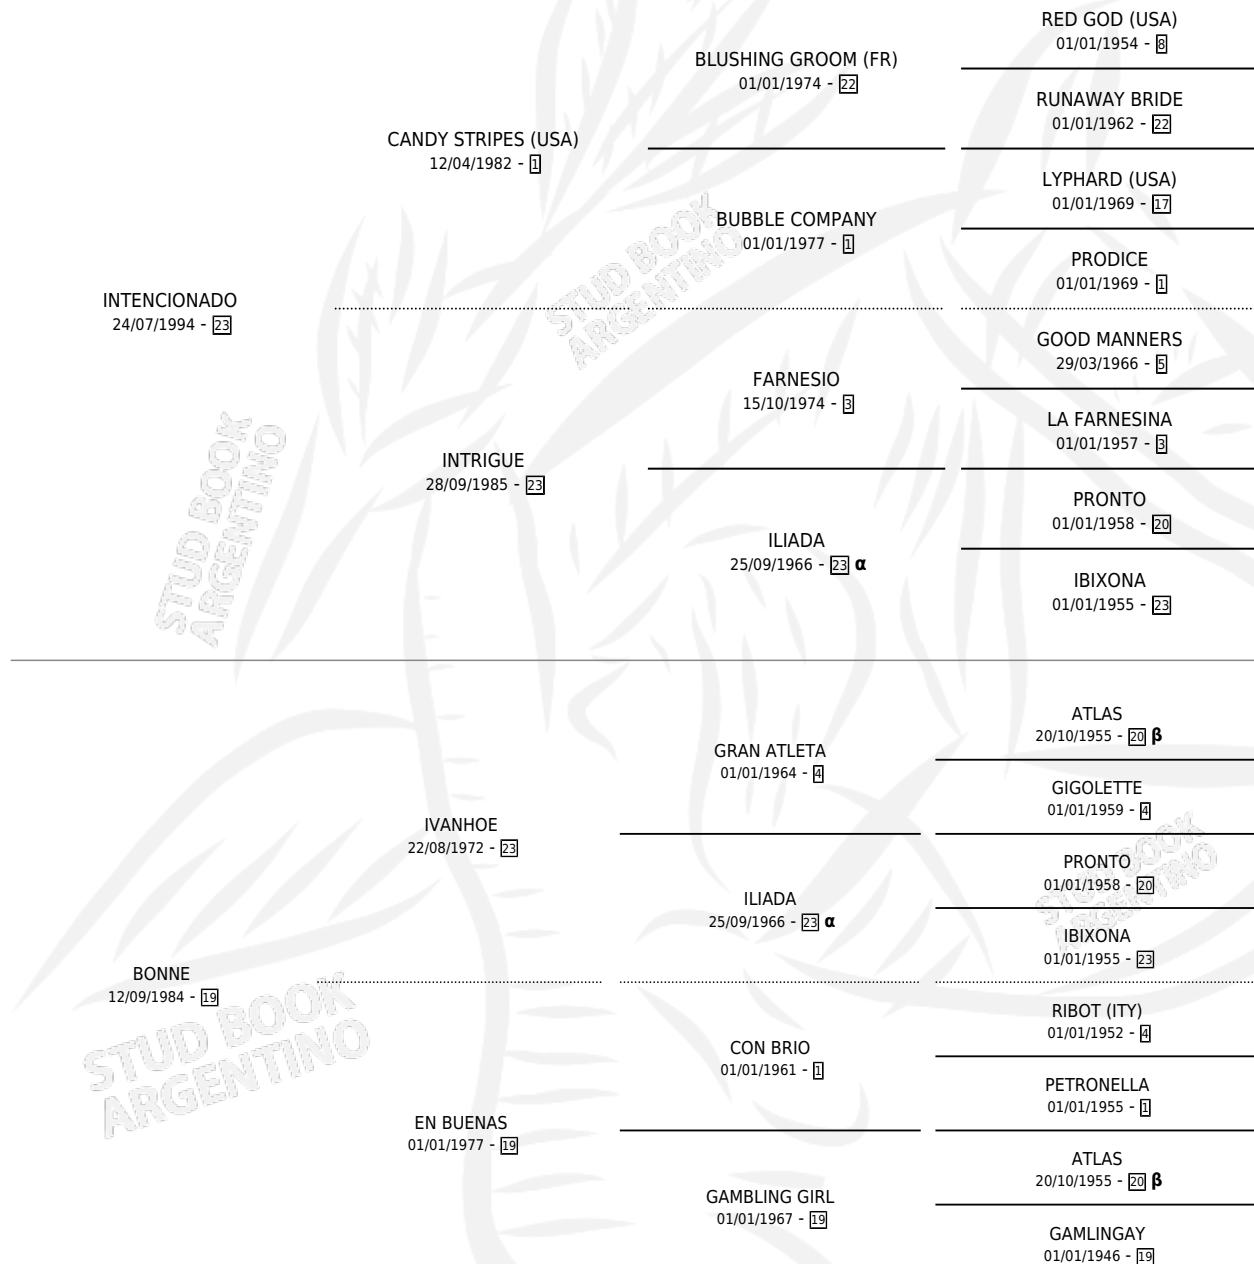 RED GOD (USA)
01/01/1954 - 8
BLUSHING GROOM (FR)
01/01/1974 - 22
RUNAWAY BRIDE
01/01/1962 - 22
CANDY STRIPES (USA)
12/04/1982 - 1
LYPHARD (USA)
01/01/1969 - 17
BUBBLE COMPANY
01/01/1977 - 1
PRODICE
01/01/1969 - 1
INTENCIONADO
24/07/1994 - 23
GOOD MANNERS
29/03/1966 - 5
FARNESIO
15/10/1974 - 3
LA FARNESINA
01/01/1957 - 3
INTRIGUE
28/09/1985 - 23
PRONTO
01/01/1958 - 20
ILIADA
25/09/1966 - 23 α
IBIXONA
01/01/1955 - 23
ATLAS
20/10/1955 - 20 β
GRAN ATLETA
01/01/1964 - 4
GIGOLETTE
01/01/1959 - 4
IVANHOE
22/08/1972 - 23
PRONTO
01/01/1958 - 20
ILIADA
25/09/1966 - 23 α
IBIXONA
01/01/1955 - 23
BONNE
12/09/1984 - 19
RIBOT (ITY)
01/01/1952 - 4
CON BRIO
01/01/1961 - 1
PETRONELLA
01/01/1955 - 1
EN BUENAS
01/01/1977 - 19
ATLAS
20/10/1955 - 20 β
GAMBLING GIRL
01/01/1967 - 19
GAMLINGAY
01/01/1946 - 19
STUD BOOK
ARGENTINO
STUD BOOK
ARGENTINO
STUD BOOK
ARGENTINO
STUD BOOK
ARGENTINO